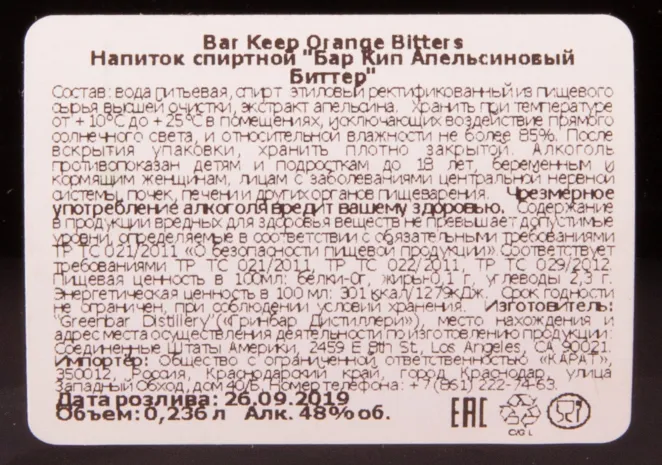 Bar Keep Orange Bitters
Напиток спиртной "Бар Кип Апельсиновый
Биттер"
Состав: вода питьевая, спирт этиловый ректификованный из пищевого
сырья высшей очистки, экстракт апельсина. Хранить при температуре
от +10°С до +25°С в помещениях, исключающих воздействие прямого
солнечного света, и относительной влажности не более 85%. После
вскрытия упаковки, хранить плотно закрытой. Алкоголь
противопоказан детям и подросткам до 18 лет, беременным и
кормящим женщинам, лицам с заболеваниями центральной нервной
системы, почек, печени и других органов пищеварения. Чрезмерное
употребление алкоголя вредит вашему здоровью. Содержание
в продукции вредных для здоровья веществ не превышает допустимые
уровни, определяемые в соответствии с обязательными требованиями
ТР ТС 021/2011 «О безопасности пищевой продукции» Соответствует
требованиями ТР ТС 021/2011, ТР ТС 022/2011, ТР ТС 029/2012.
Пищевая ценность в 100мл: белки-0г, жиры-0,1 г, углеводы 2,3 г.
Энергетическая ценность в 100 мл: 301 ккал/1279кДж. Срок годности
не ограничен, при соблюдении условий хранения. Изготовитель:
"Greenbar Distillery"(«Гринбар Дистиллери»), место нахождения и
адрес места осуществления деятельности по изготовлению продукции:
Соединенные Штаты Америки, 2459 E 8th St, Los Angeles, CA 90021.
Импортёр: Общество с ограниченной ответственностью «КАРАТ»,
350012, Россия, Краснодарский край, город Краснодар, улица
Западный Обход, дом 40/Б, Номер телефона: +7 (861) 222-74-63.
Дата розлива: 26.09.2019
Объем: 0,236 л Алк. 48% об.
EAC
C/GL